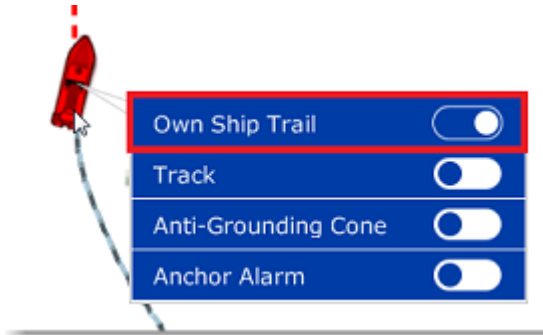 Own Ship Trail
Track
Anti-Grounding Cone
Anchor Alarm